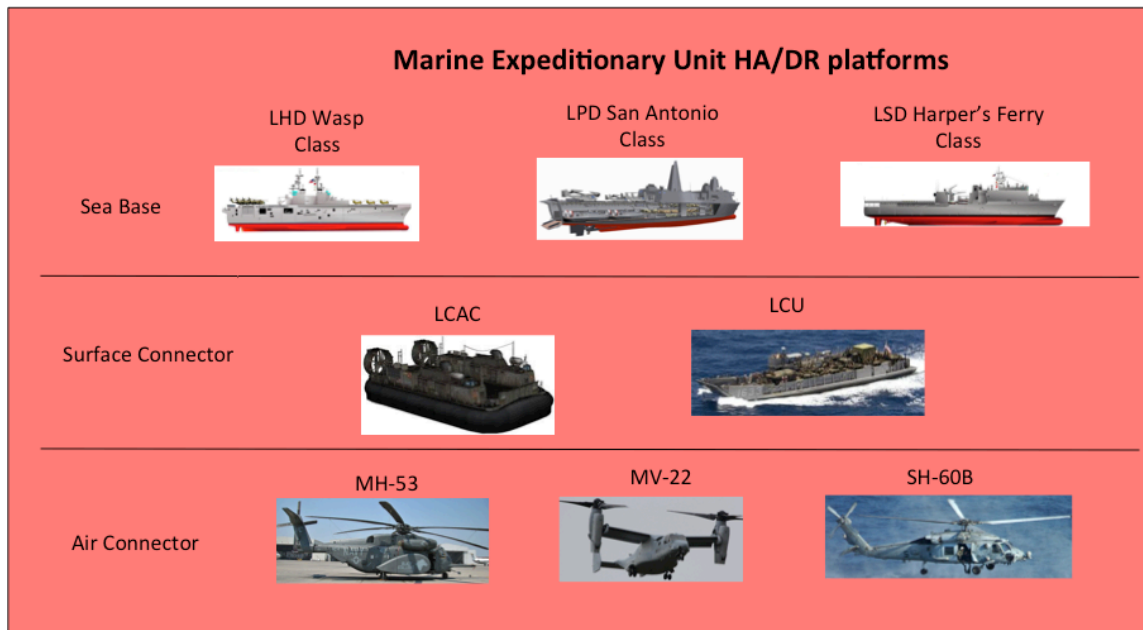 Marine Expeditionary Unit HA/DR platforms
LHD Wasp
Class
LPD San Antonio
Class
LSD Harper's Ferry
Class
Sea Base
LCAC
LCU
Surface Connector
MH-53
MV-22
SH-60B
Air Connector